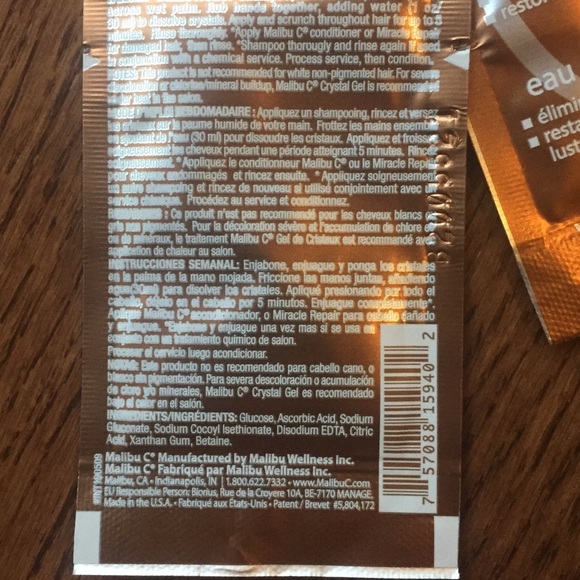 across wet palm. Rub hands together, adding water (1 oz/
30 ml) to dissolve crystals. Apply and scrunch throughout hair for up to 5
minutes. Rinse thoroughly. *Apply Malibu C® conditioner or Miracle Repair
for damaged hair, then rinse. *Shampoo thorougly and rinse again if used
in conjunction with a chemical service. Process service, then condition.
NOTES: This product is not recommended for white non-pigmented hair. For severe
discoloration or chlorine/mineral buildup, Malibu C® Crystal Gel is recommended
over heat in the salon.
MODE D'EMPLOI HEBDOMADAIRE: Appliquez un shampooing, rincez et versez
les cristaux sur la paume humide de votre main. Frottez les mains ensemble
en ajoutant de l'eau (30 ml) pour dissoudre les cristaux. Appliquez et froissez
les cheveux pendant une période atteignant 5 minutes. Rincez
soigneusement. *Appliquez le conditionneur Malibu C® ou le Miracle Repair
pour cheveux endommagés et rincez ensuite. *Appliquez soigneusement
un autre shampooing et rincez de nouveau si utilisé conjointement avec un
service chimique. Procédez au service et conditionnez.
REMARQUES: Ce produit n'est pas recommandé pour les cheveux blancs ou
gris non pigmentés. Pour la décoloration sévère et l'accumulation de chlore et/
ou de minéraux, le traitement Malibu C® Gel de Cristaux est recommandé avec
application de chaleur au salon.
INSTRUCCIONES SEMANAL: Enjabone, enjuague y ponga los cristales
en la palma de la mano mojada. Friccione las manos juntas, añadiendo
agua(30ml) para disolver los cristales. Apliqué presionando por todo el
cabello, déjelo en el cabello por 5 minutos. Enjuague completamente*.
Aplique Malibu C® acondicionador, o Miracle Repair para cabello dañado
y enjuague. *Enjabone y enjuague una vez mas si se usa en
conjunto con un tratamiento químico de salon.
Procesar el servicio luego acondicionar.
NOTAS: Este producto no es recomendado para cabello cano, o
blanco sin pigmentación. Para severa descoloración o acumulación
de cloro y/o minerales, Malibu C® Crystal Gel es recomendado
bajo el calor en el salón.
INGREDIENTS/INGRÉDIENTS: Glucose, Ascorbic Acid, Sodium
Gluconate, Sodium Cocoyl Isethionate, Disodium EDTA, Citric
Acid, Xanthan Gum, Betaine.
Malibu C® Manufactured by Malibu Wellness Inc.
Malibu C® Fabriqué par Malibu Wellness Inc.
Malibu, CA • Indianapolis, IN | 1.800.622.7332 • www.MalibuC.com
EU Responsible Person: Biorius, Rue de la Croyere 10A, BE-7170 MANAGE.
Made in the U.S.A. • Fabriqué aux États-Unis • Patent / Brevet #5,804,172
7 57088 15940 2
restor
eau
élimi
resta
lust